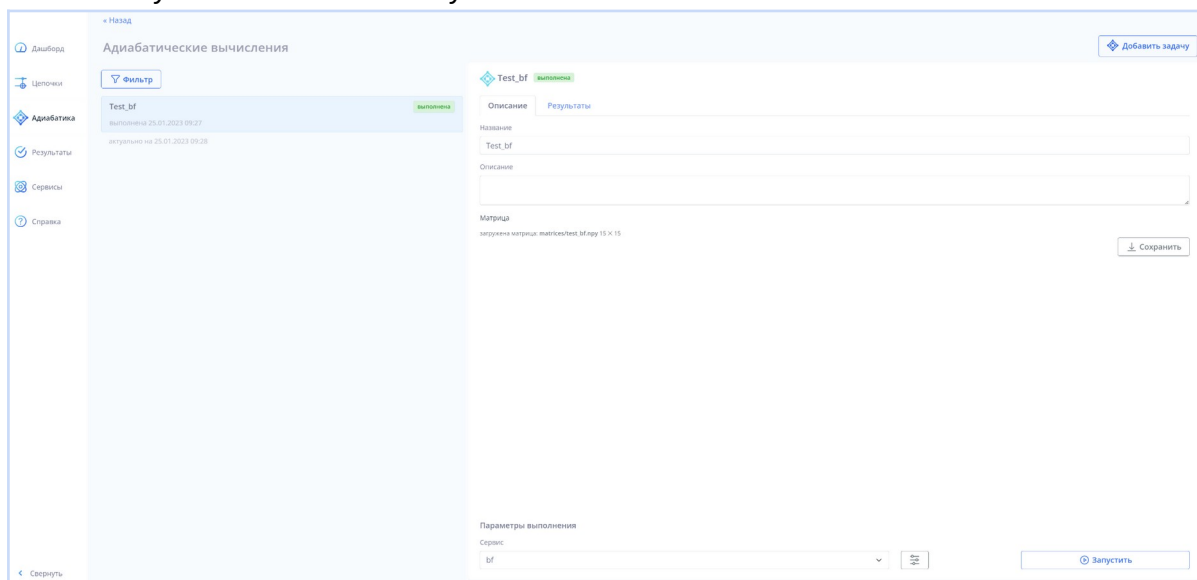 « Назад
Дашборд
Цепочки
Адиабатика
Результаты
Сервисы
Справка
Свернуть
Адиабатические вычисления
Добавить задачу
Фильтр
Test_bf
выполнена
выполнена 25.01.2023 09:27
актуально на 25.01.2023 09:28
Test_bf выполнена
Описание Результаты
Название
Test_bf
Описание
Матрица
загружена матрица: matrices/test_bf.npy 15 × 15
Сохранить
Параметры выполнения
Сервис
bf
Запустить